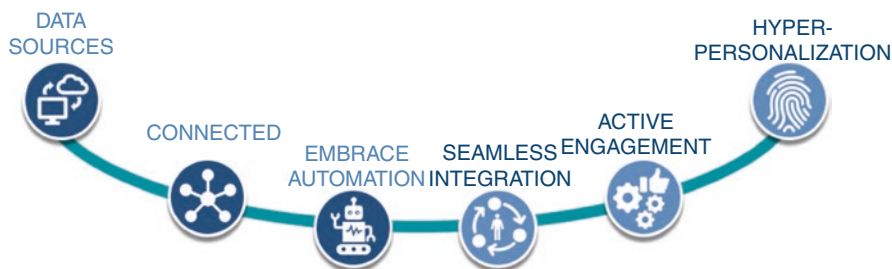 DATA
SOURCES
CONNECTED
EMBRACE
AUTOMATION
SEAMLESS
INTEGRATION
ACTIVE
ENGAGEMENT
HYPER-
PERSONALIZATION